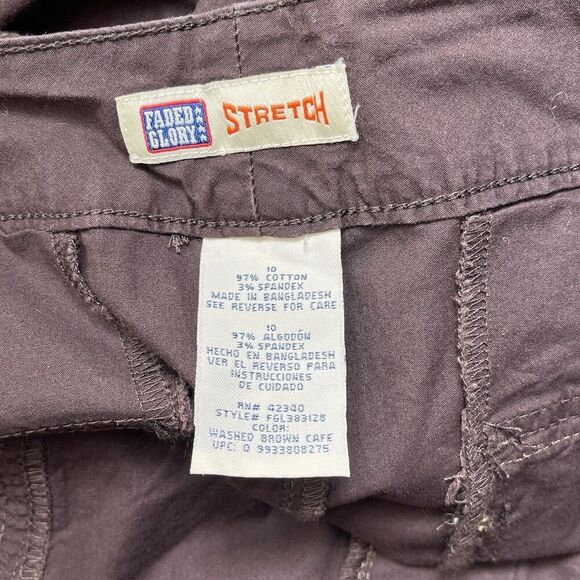 FADED
GLORY
STRETCH
10
97% COTTON
3% SPANDEX
MADE IN BANGLADESH
SEE REVERSE FOR CARE
10
97% ALGODÓN
3% SPANDEX
HECHO EN BANGLADESH
VER EL REVERSO PARA
INSTRUCCIONES
DE CUIDADO
RN# 42340
STYLE# FGL383128
COLOR:
WASHED BROWN CAFE
UPC: 0 9933808275